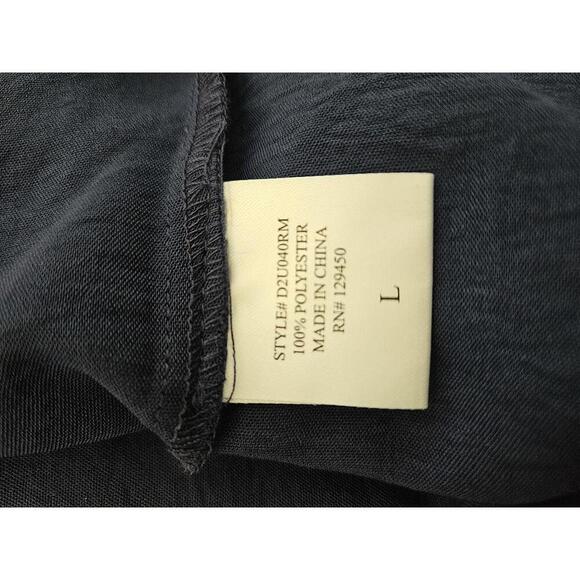 STYLE# D2U040RM
100% POLYESTER
MADE IN CHINA
RN# 129450
L